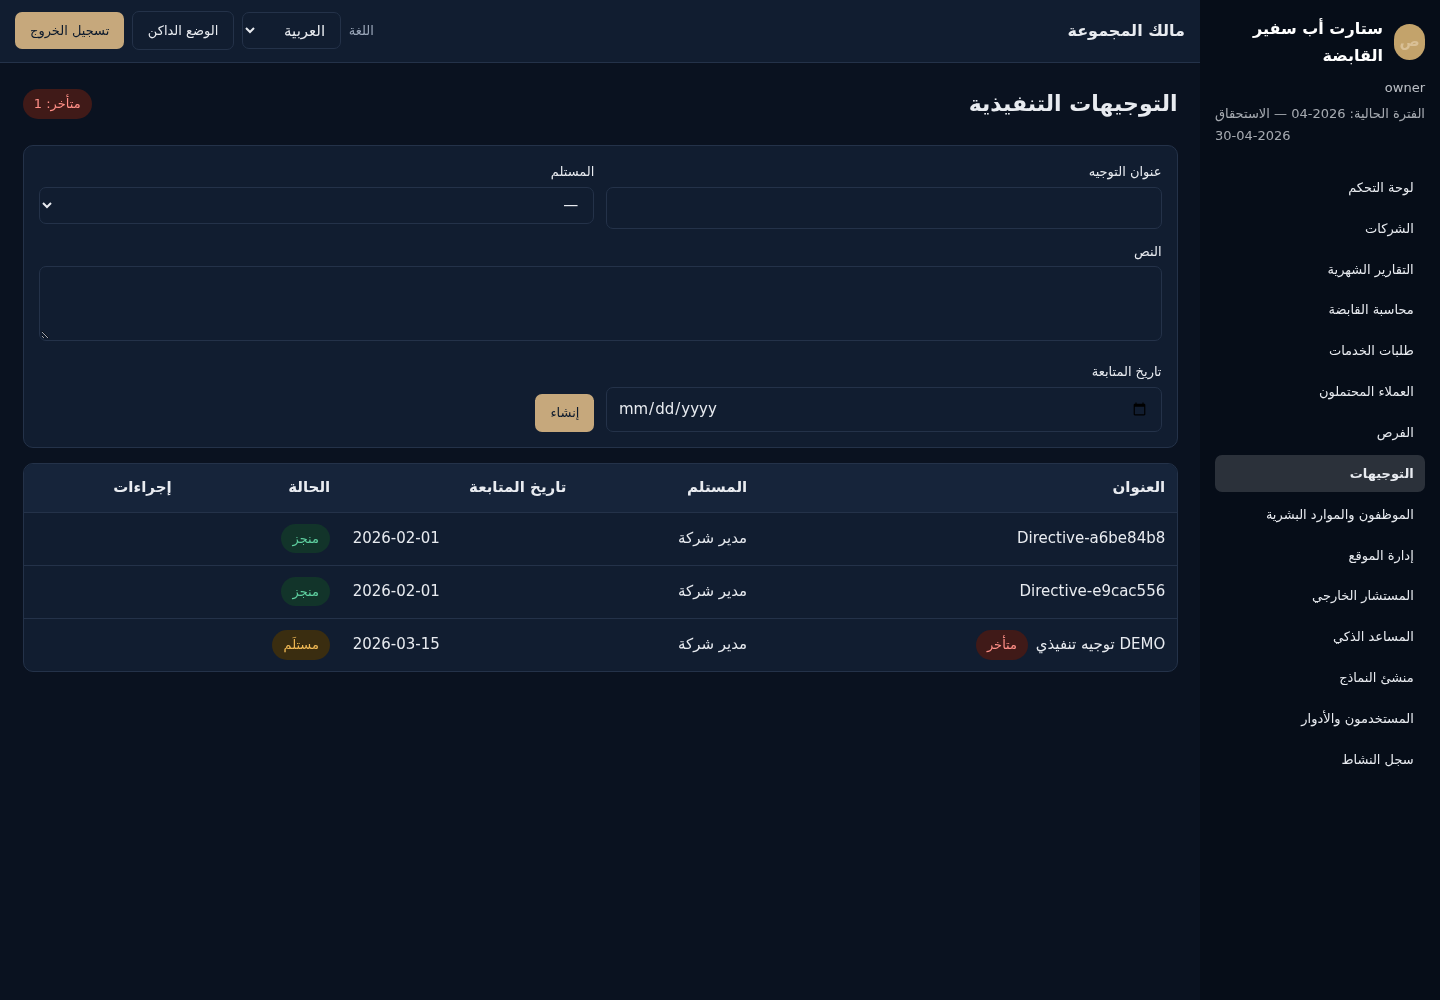 ص
ستارت أب سفير القابضة
owner
الفترة الحالية: 2026-04 — الاستحقاق
2026-04-30
لوحة التحكم
الشركات
التقارير الشهرية
محاسبة القابضة
طلبات الخدمات
العملاء المحتملون
الفرص
التوجيهات
الموظفون والموارد البشرية
إدارة الموقع
المستشار الخارجي
المساعد الذكي
منشئ النماذج
المستخدمون والأدوار
سجل النشاط
مالك المجموعة
اللغة
العربية
الوضع الداكن
تسجيل الخروج
التوجيهات التنفيذية
متأخر: 1
عنوان التوجيه
المستلم
—
النص
تاريخ المتابعة
mm/dd/yyyy
إنشاء
العنوان المستلم تاريخ المتابعة الحالة إجراءات
Directive-a6be84b8 مدير شركة 2026-02-01 منجز
Directive-e9cac556 مدير شركة 2026-02-01 منجز
DEMO توجيه تنفيذي متأخر مدير شركة 2026-03-15 مستلَم